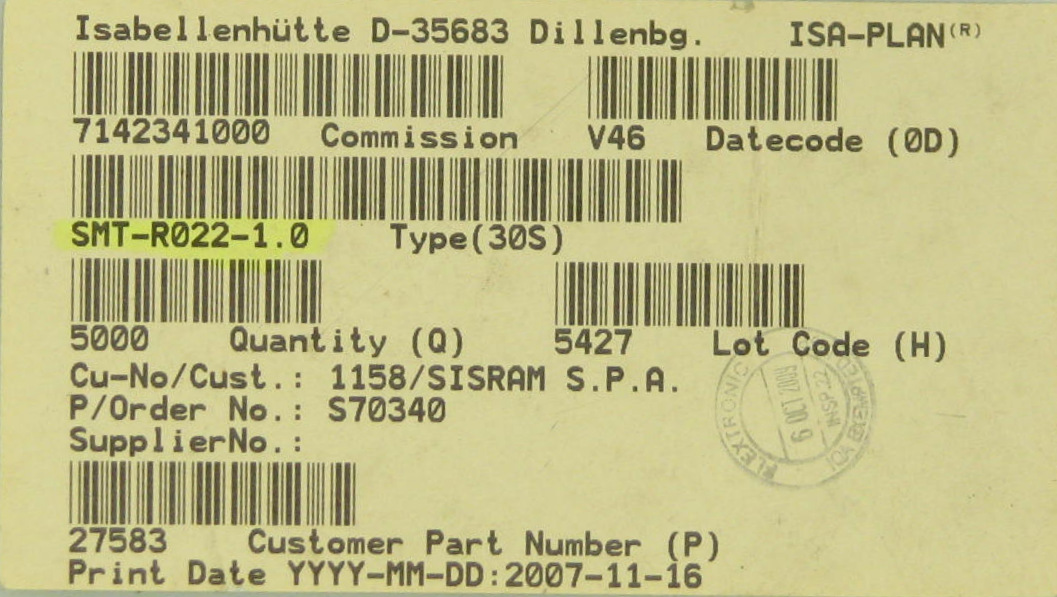 Isabellenhütte D-35683 Dillenbg. ISA-PLAN(R)
7142341000 Commission V46 Datecode (0D)
SMT-R022-1.0 Type(30S)
5000 Quantity (Q) 5427 Lot Code (H)
Cu-No/Cust.: 1158/SISRAM S.P.A.
P/Order No.: S70340
SupplierNo.:
27583 Customer Part Number (P)
Print Date YYYY-MM-DD:2007-11-16
INSP.22